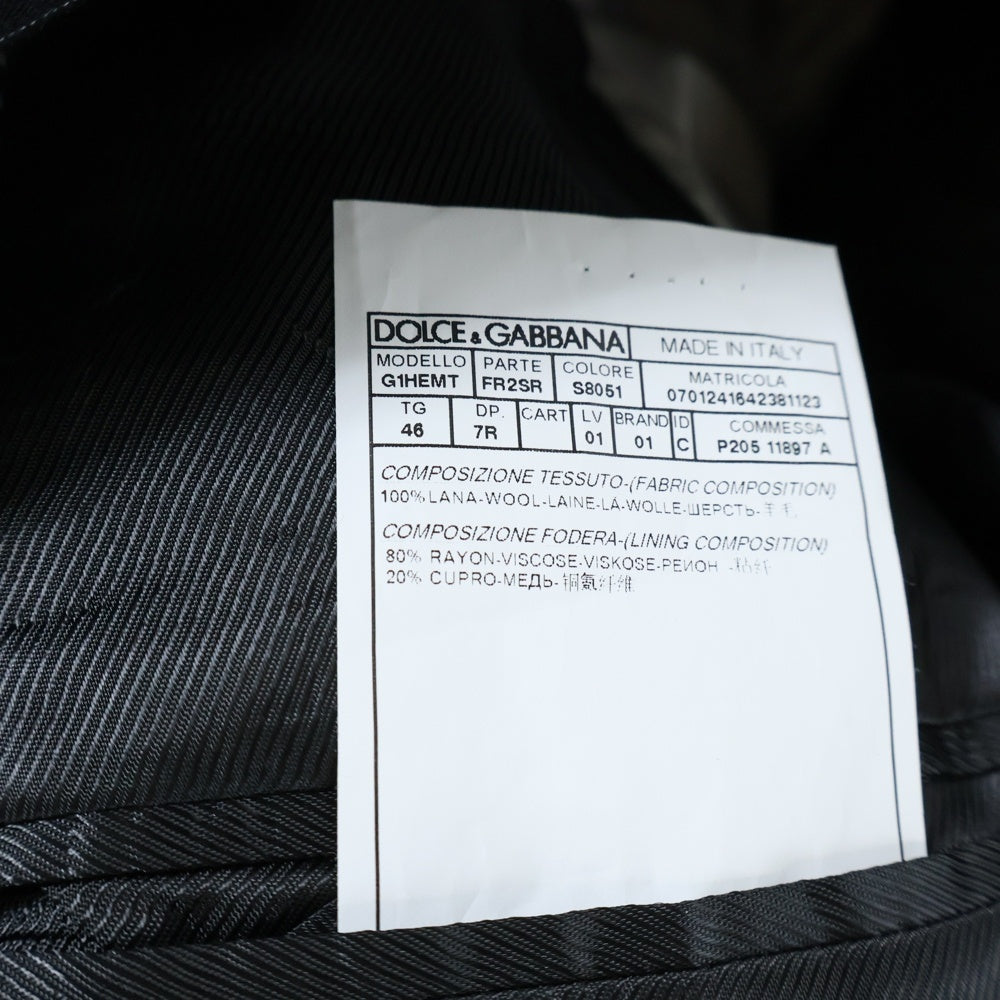 DOLCE & GABBANA MADE IN ITALY
MODELLO PARTE COLORE MATRICOLA
G1HEMT FR2SR S8051 0701241642381123
TG DP. CART LV BRAND ID COMMESSA
46 7R 01 01 C P205 11897 A
COMPOSIZIONE TESSUTO-(FABRIC COMPOSITION)
100% LANA-WOOL-LAINE-LÁ-WOLLE-ШЕРСТЬ-羊毛
COMPOSIZIONE FODERA-(LINING COMPOSITION)
80% RAYON-VISCOSE-VISKOSE-РЕИОН -粘纤
20% CUPRO-МЕДЬ-铜氨纤维